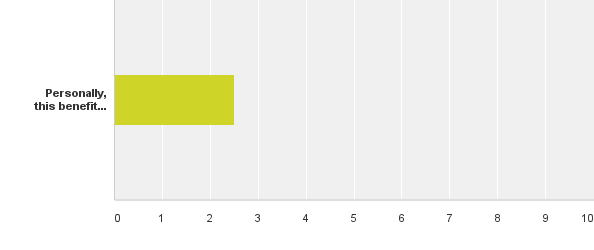 Personally,
this benefit...
0 1 2 3 4 5 6 7 8 9 10